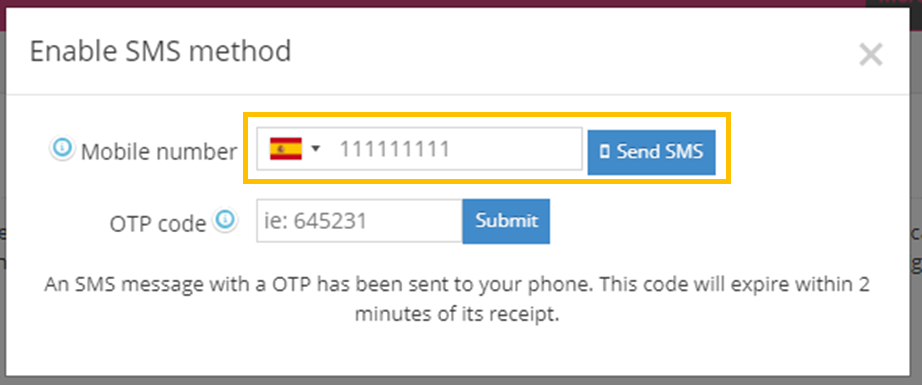 Enable SMS method
Mobile number 111111111 Send SMS
OTP code ie: 645231 Submit
An SMS message with a OTP has been sent to your phone. This code will expire within 2
minutes of its receipt.